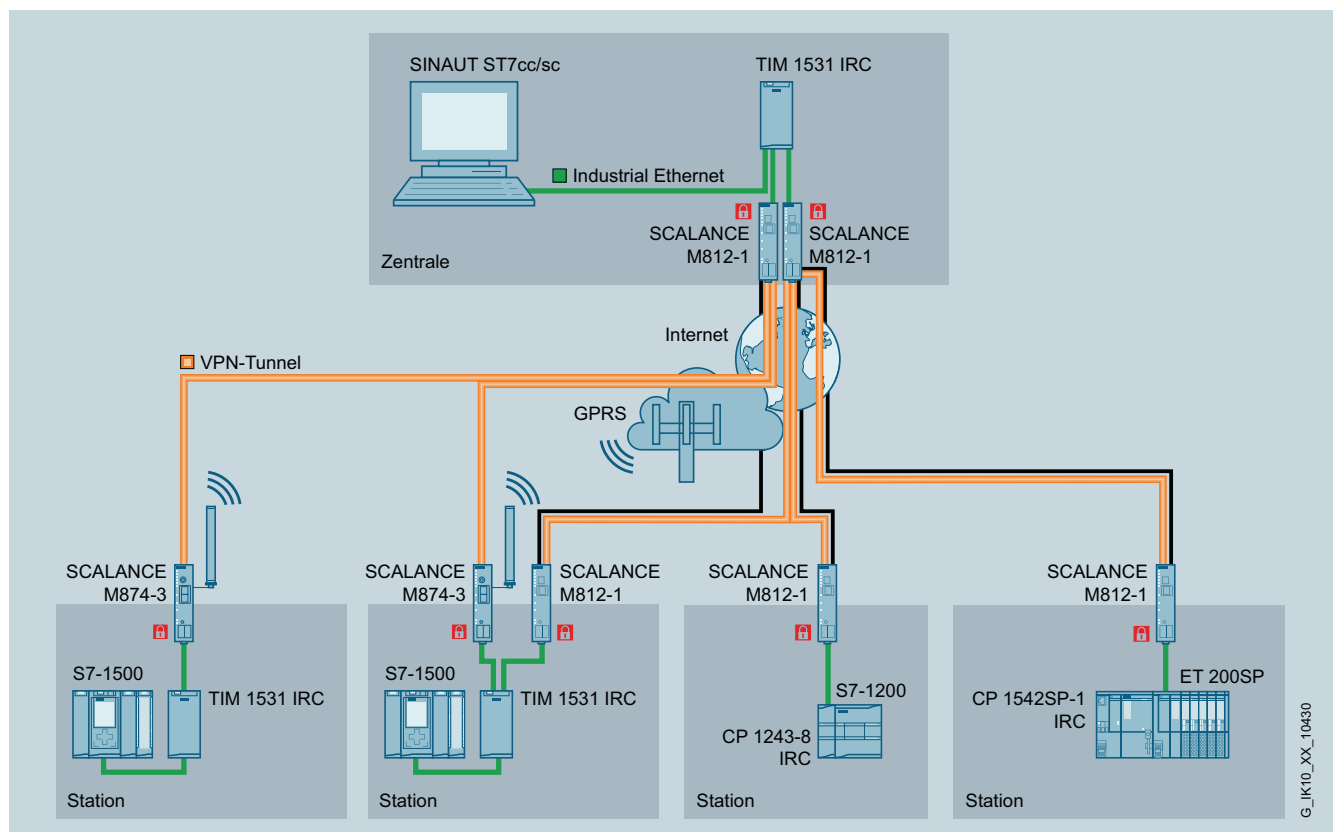 SINAUT ST7cc/sc
TIM 1531 IRC
Industrial Ethernet
SCALANCE
M812-1
SCALANCE
M812-1
Zentrale
Internet
VPN-Tunnel
GPRS
SCALANCE
M874-3
SCALANCE
M874-3
SCALANCE
M812-1
SCALANCE
M812-1
SCALANCE
M812-1
S7-1500
TIM 1531 IRC
Station
S7-1500
TIM 1531 IRC
Station
S7-1200
CP 1243-8
IRC
Station
ET 200SP
CP 1542SP-1
IRC
Station
G_IK10_XX_10430